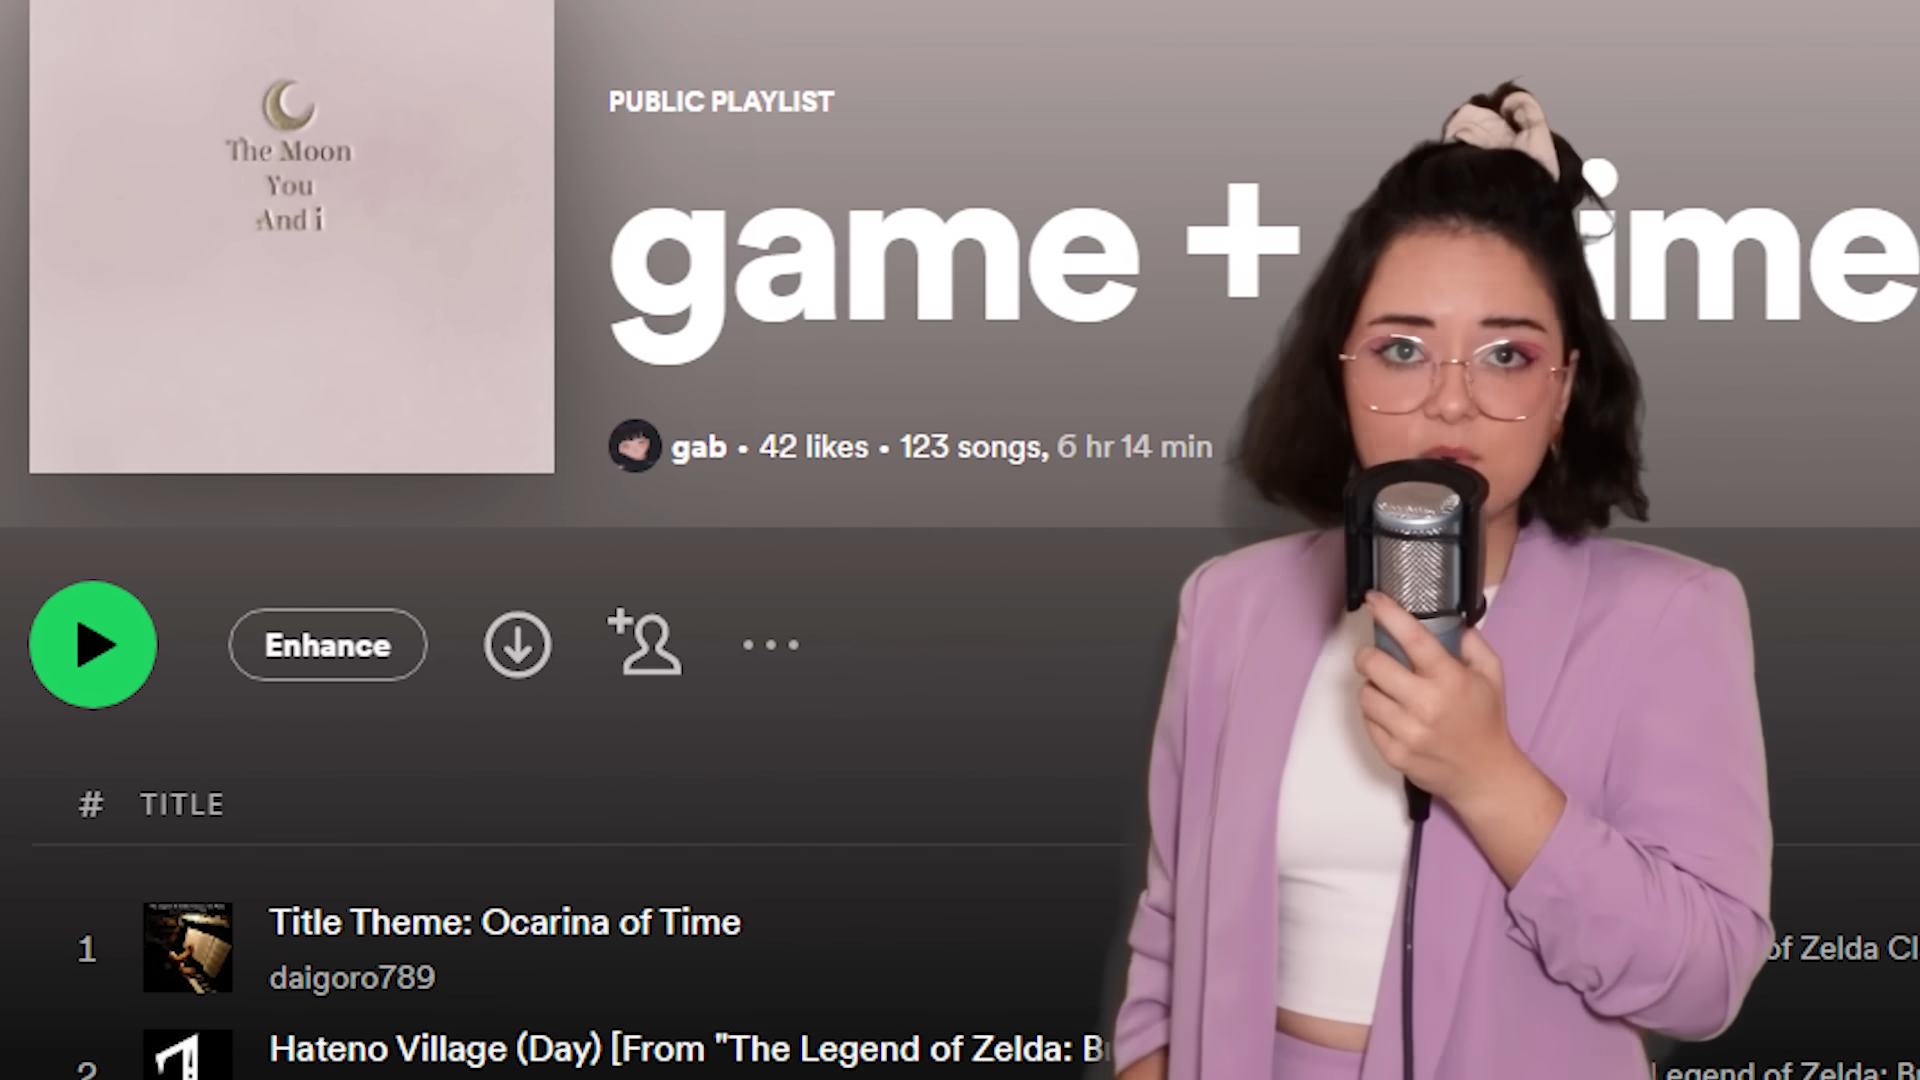 The Moon
You
And i
PUBLIC PLAYLIST
game + ime
gab • 42 likes • 123 songs, 6 hr 14 min
Enhance
# TITLE
1
Title Theme: Ocarina of Time
daigoro789
of Zelda Cl
2
Hateno Village (Day) [From "The Legend of Zelda: B
Legend of Zelda: B